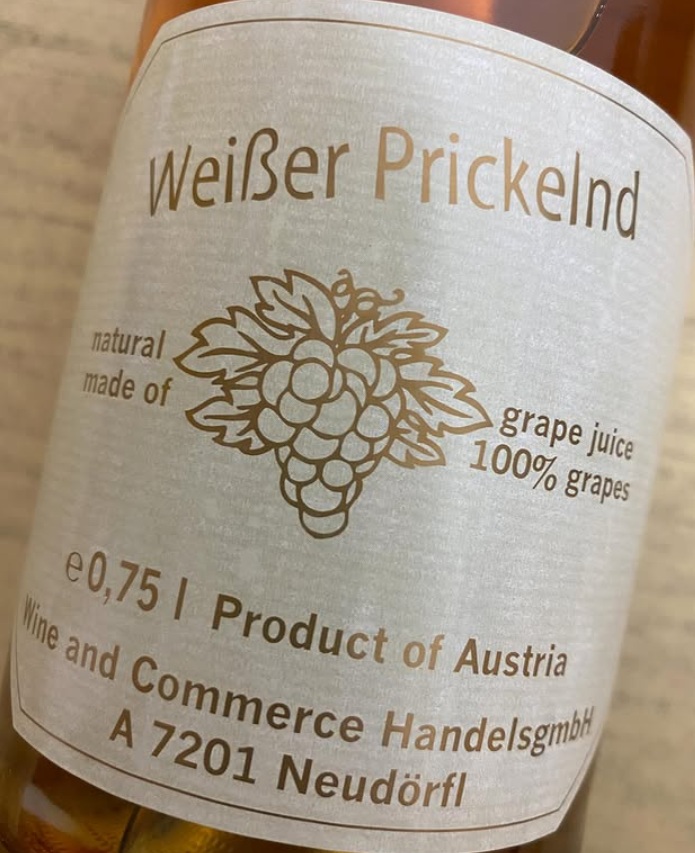 Weißer Prickelnd
natural
made of
grape juice
100% grapes
℮ 0,75 l Product of Austria
Wine and Commerce HandelsgmbH
A 7201 Neudörfl